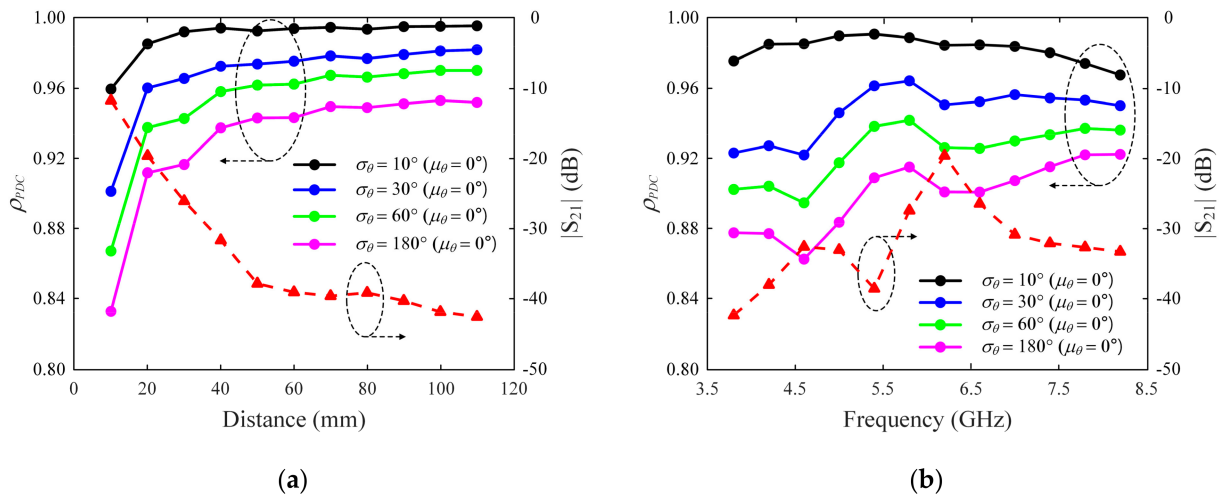 1.00
0.96
0.92
0.88
0.84
0.80
ρPDC
0
-10
-20
-30
-40
-50
|S21| (dB)
σθ = 10° (μθ = 0°)
σθ = 30° (μθ = 0°)
σθ = 60° (μθ = 0°)
σθ = 180° (μθ = 0°)
0 20 40 60 80 100 120
Distance (mm)
(a)
1.00
0.96
0.92
0.88
0.84
0.80
ρPDC
0
-10
-20
-30
-40
-50
|S21| (dB)
σθ = 10° (μθ = 0°)
σθ = 30° (μθ = 0°)
σθ = 60° (μθ = 0°)
σθ = 180° (μθ = 0°)
3.5 4.5 5.5 6.5 7.5 8.5
Frequency (GHz)
(b)